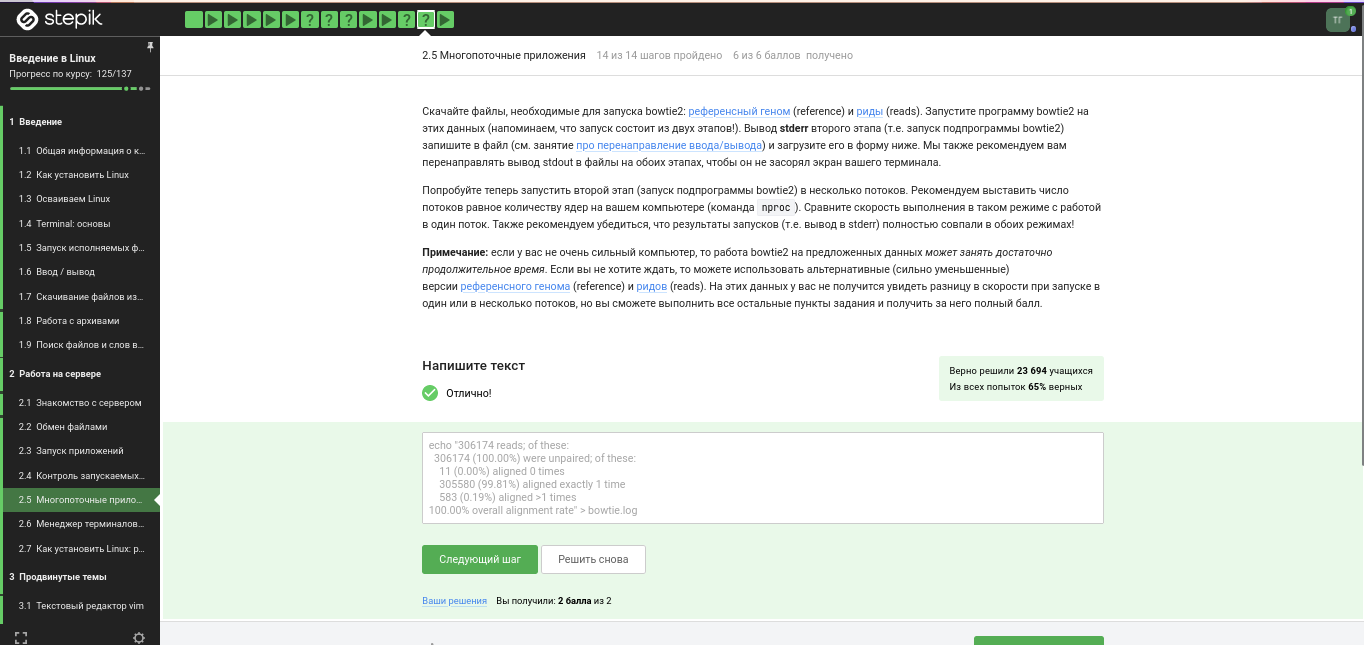 stepik
? ? ? ? ?
ТГ 1
Введение в Linux
Прогресс по курсу: 125/137
1 Введение
1.1 Общая информация о к...
1.2 Как установить Linux
1.3 Осваиваем Linux
1.4 Terminal: основы
1.5 Запуск исполняемых ф...
1.6 Ввод / вывод
1.7 Скачивание файлов из...
1.8 Работа с архивами
1.9 Поиск файлов и слов в...
2 Работа на сервере
2.1 Знакомство с сервером
2.2 Обмен файлами
2.3 Запуск приложений
2.4 Контроль запускаемых...
2.5 Многопоточные прило...
2.6 Менеджер терминалов...
2.7 Как установить Linux: р...
3 Продвинутые темы
3.1 Текстовый редактор vim
2.5 Многопоточные приложения 14 из 14 шагов пройдено 6 из 6 баллов получено
Скачайте файлы, необходимые для запуска bowtie2: референсный геном (reference) и риды (reads). Запустите программу bowtie2 на
этих данных (напоминаем, что запуск состоит из двух этапов!). Вывод stderr второго этапа (т.е. запуск подпрограммы bowtie2)
запишите в файл (см. занятие про перенаправление ввода/вывода) и загрузите его в форму ниже. Мы также рекомендуем вам
перенаправлять вывод stdout в файлы на обоих этапах, чтобы он не засорял экран вашего терминала.
Попробуйте теперь запустить второй этап (запуск подпрограммы bowtie2) в несколько потоков. Рекомендуем выставить число
потоков равное количеству ядер на вашем компьютере (команда nproc ). Сравните скорость выполнения в таком режиме с работой
в один поток. Также рекомендуем убедиться, что результаты запусков (т.е. вывод в stderr) полностью совпали в обоих режимах!
Примечание: если у вас не очень сильный компьютер, то работа bowtie2 на предложенных данных может занять достаточно
продолжительное время. Если вы не хотите ждать, то можете использовать альтернативные (сильно уменьшенные)
версии референсного генома (reference) и ридов (reads). На этих данных у вас не получится увидеть разницу в скорости при запуске в
один или в несколько потоков, но вы сможете выполнить все остальные пункты задания и получить за него полный балл.
Напишите текст
Отлично!
Верно решили 23 694 учащихся
Из всех попыток 65% верных
echo "306174 reads; of these:
306174 (100.00%) were unpaired; of these:
11 (0.00%) aligned 0 times
305580 (99.81%) aligned exactly 1 time
583 (0.19%) aligned >1 times
100.00% overall alignment rate" > bowtie.log
Следующий шаг Решить снова
Ваши решения Вы получили: 2 балла из 2